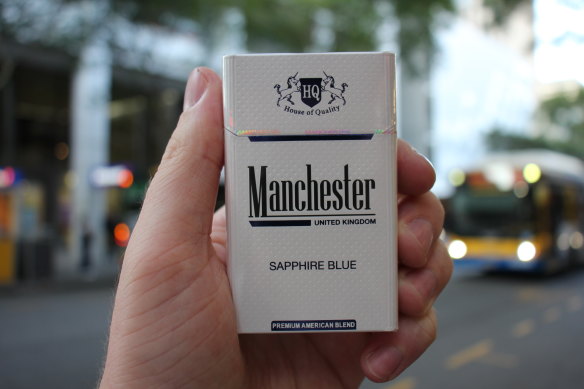 HQ
House of Quality
Manchester
UNITED KINGDOM
SAPPHIRE BLUE
PREMIUM AMERICAN BLEND